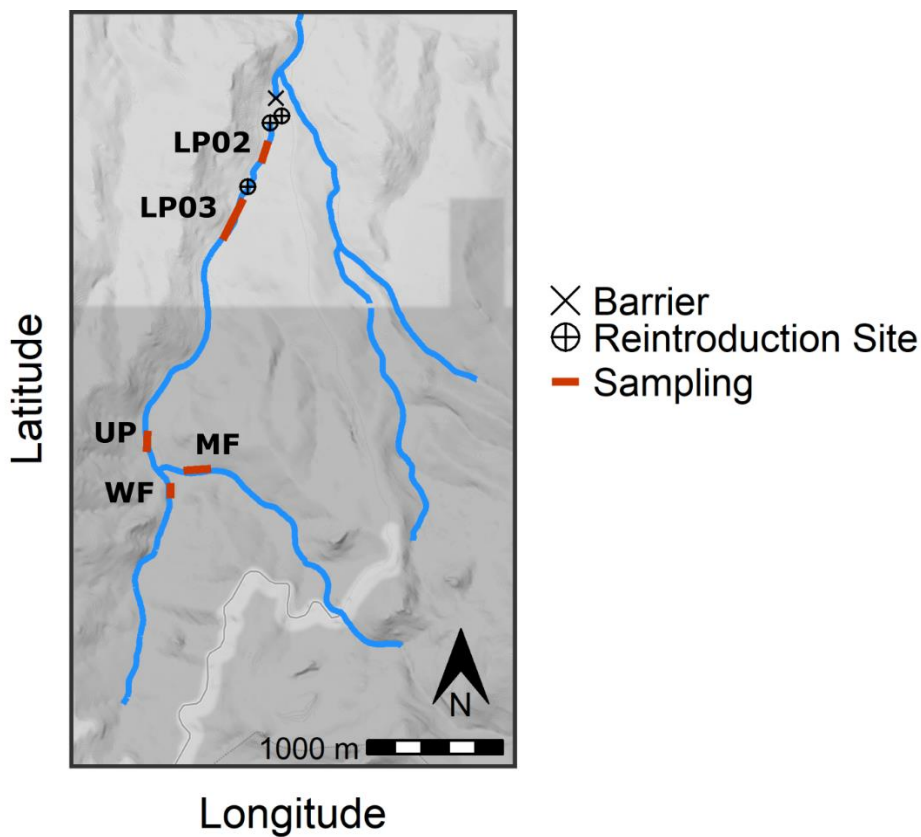 LP02
LP03
UP
MF
WF
N
1000 m
Latitude
Longitude
Barrier
Reintroduction Site
Sampling